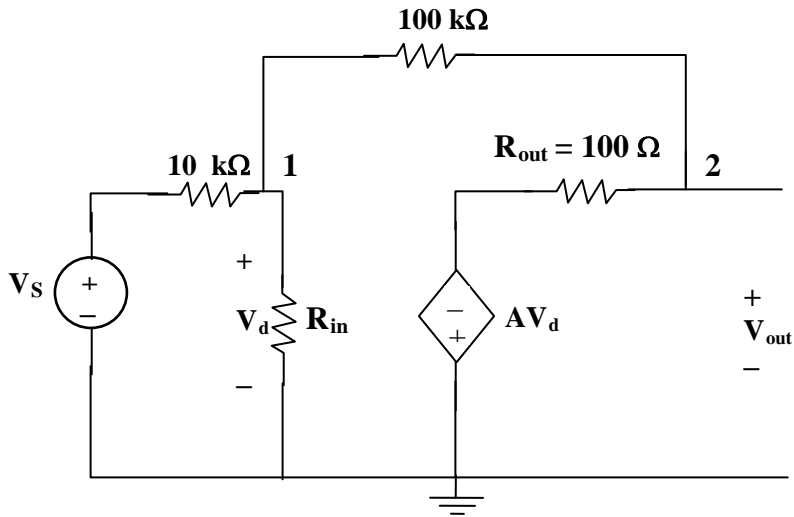 100 kΩ
R_out = 100 Ω
10 kΩ
1
2
+
V_S
+
−
V_d
R_in
−
−
+
AV_d
+
V_out
−